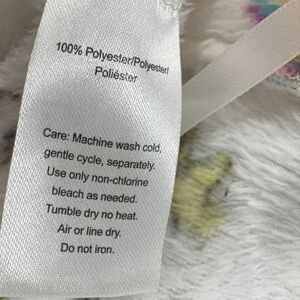 100% Polyester/Polyester/
Poliéster
Care: Machine wash cold,
gentle cycle, separately.
Use only non-chlorine
bleach as needed.
Tumble dry no heat.
Air or line dry.
Do not iron.